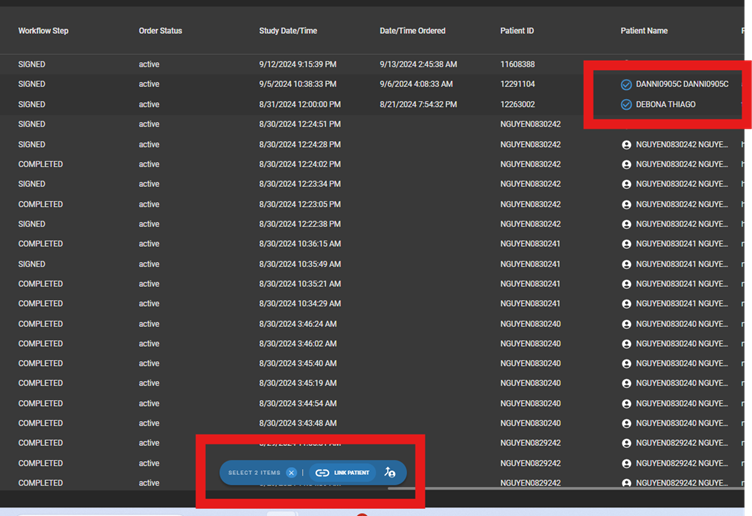 Workflow Step Order Status Study Date/Time Date/Time Ordered Patient ID Patient Name
SIGNED active 9/12/2024 9:15:39 PM 9/13/2024 2:45:38 AM 11608388
SIGNED active 9/5/2024 10:38:33 PM 9/6/2024 4:08:33 AM 12291104 DANNI0905C DANNI0905C
SIGNED active 8/31/2024 12:00:00 PM 8/21/2024 7:54:32 PM 12263002 DEBONA THIAGO
SIGNED active 8/30/2024 12:24:51 PM NGUYEN0830242
SIGNED active 8/30/2024 12:24:28 PM NGUYEN0830242 NGUYEN0830242 NGUYE...
COMPLETED active 8/30/2024 12:24:02 PM NGUYEN0830242 NGUYEN0830242 NGUYE...
SIGNED active 8/30/2024 12:23:34 PM NGUYEN0830242 NGUYEN0830242 NGUYE...
COMPLETED active 8/30/2024 12:23:05 PM NGUYEN0830242 NGUYEN0830242 NGUYE...
SIGNED active 8/30/2024 12:22:38 PM NGUYEN0830242 NGUYEN0830242 NGUYE...
COMPLETED active 8/30/2024 10:36:15 AM NGUYEN0830241 NGUYEN0830241 NGUYE...
SIGNED active 8/30/2024 10:35:49 AM NGUYEN0830241 NGUYEN0830241 NGUYE...
COMPLETED active 8/30/2024 10:35:21 AM NGUYEN0830241 NGUYEN0830241 NGUYE...
COMPLETED active 8/30/2024 10:34:29 AM NGUYEN0830241 NGUYEN0830241 NGUYE...
COMPLETED active 8/30/2024 3:46:24 AM NGUYEN0830240 NGUYEN0830240 NGUYE...
COMPLETED active 8/30/2024 3:46:02 AM NGUYEN0830240 NGUYEN0830240 NGUYE...
COMPLETED active 8/30/2024 3:45:40 AM NGUYEN0830240 NGUYEN0830240 NGUYE...
COMPLETED active 8/30/2024 3:45:19 AM NGUYEN0830240 NGUYEN0830240 NGUYE...
COMPLETED active 8/30/2024 3:44:54 AM NGUYEN0830240 NGUYEN0830240 NGUYE...
COMPLETED active 8/30/2024 3:43:48 AM NGUYEN0830240 NGUYEN0830240 NGUYE...
COMPLETED active NGUYEN0829242 NGUYEN0829242 NGUYE...
COMPLETED active SELECT 2 ITEMS LINK PATIENT NGUYEN0829242 NGUYEN0829242 NGUYE...
COMPLETED active NGUYEN0829242 NGUYEN0829242 NGUYE...